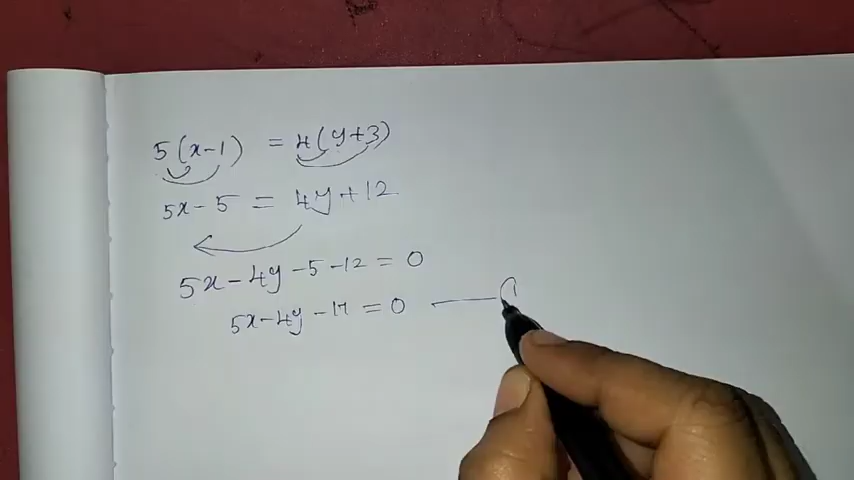 5(x-1) = 4(y+3)
5x-5 = 4y+12
5x-4y-5-12=0
5x-4y-17=0